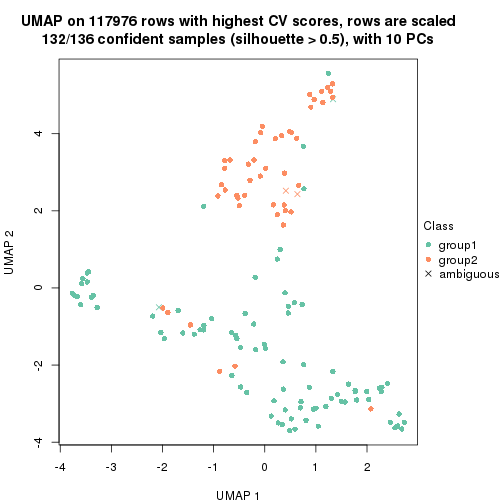 UMAP on 117976 rows with highest CV scores, rows are scaled
132/136 confident samples (silhouette > 0.5), with 10 PCs
UMAP 2
4
2
0
-2
-4
-4
-3
-2
-1
0
1
2
UMAP 1
Class
group1
group2
ambiguous